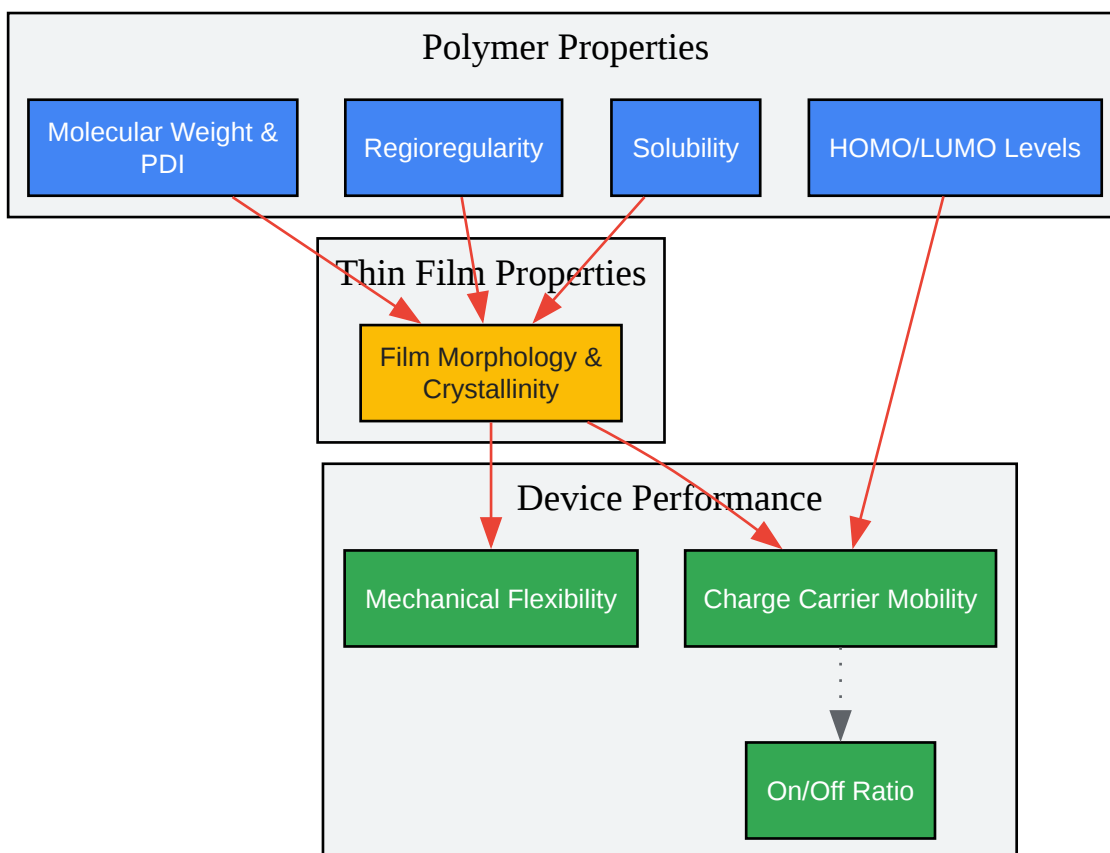 Polymer Properties
Molecular Weight &
PDI
Regioregularity
Solubility
HOMO/LUMO Levels
Thin Film Properties
Film Morphology &
Crystallinity
Device Performance
Mechanical Flexibility
Charge Carrier Mobility
On/Off Ratio